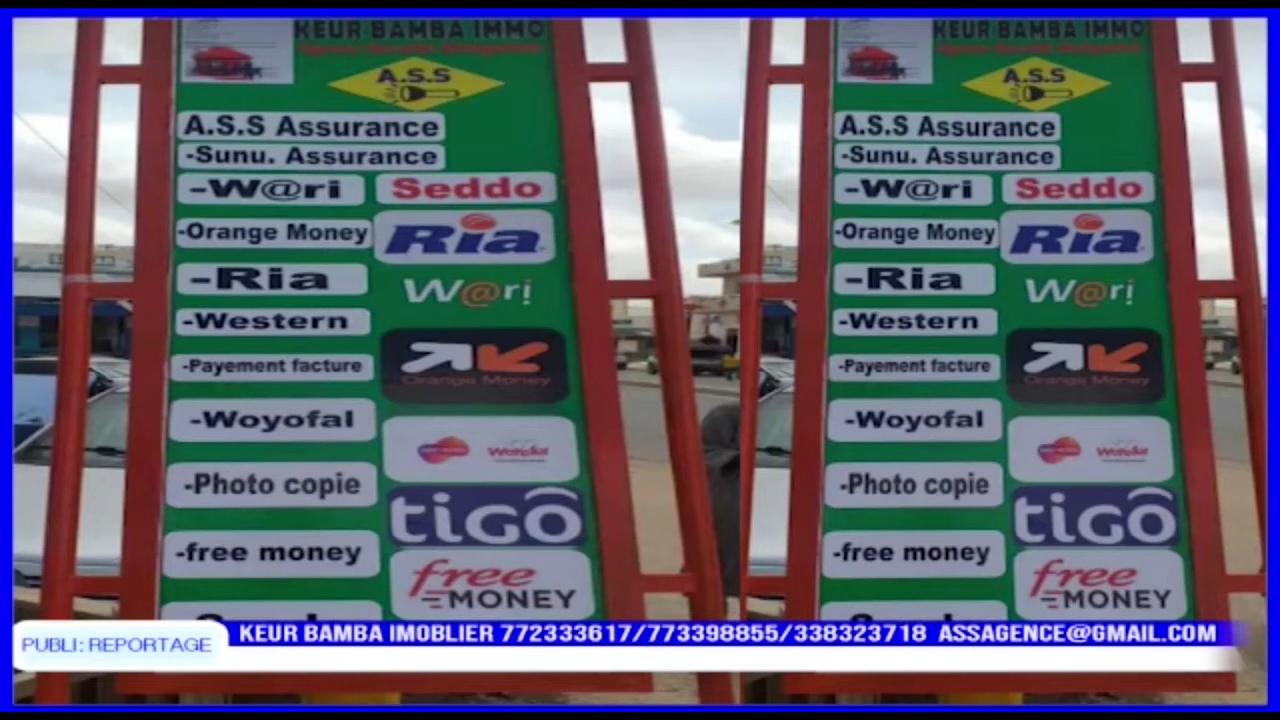 KEUR BAMBA IMMO
A.S.S
A.S.S Assurance
-Sunu. Assurance
-W@ri Seddo
-Orange Money Ria
-Ria W@ri
-Western
-Payement facture Orange Money
-Woyofal
-Photo copie tigo
-free money free MONEY
KEUR BAMBA IMMO
A.S.S
A.S.S Assurance
-Sunu. Assurance
-W@ri Seddo
-Orange Money Ria
-Ria W@ri
-Western
-Payement facture Orange Money
-Woyofal
-Photo copie tigo
-free money free MONEY
PUBLI: REPORTAGE KEUR BAMBA IMOBLIER 772333617/773398855/338323718 ASSAGENCE@GMAIL.COM